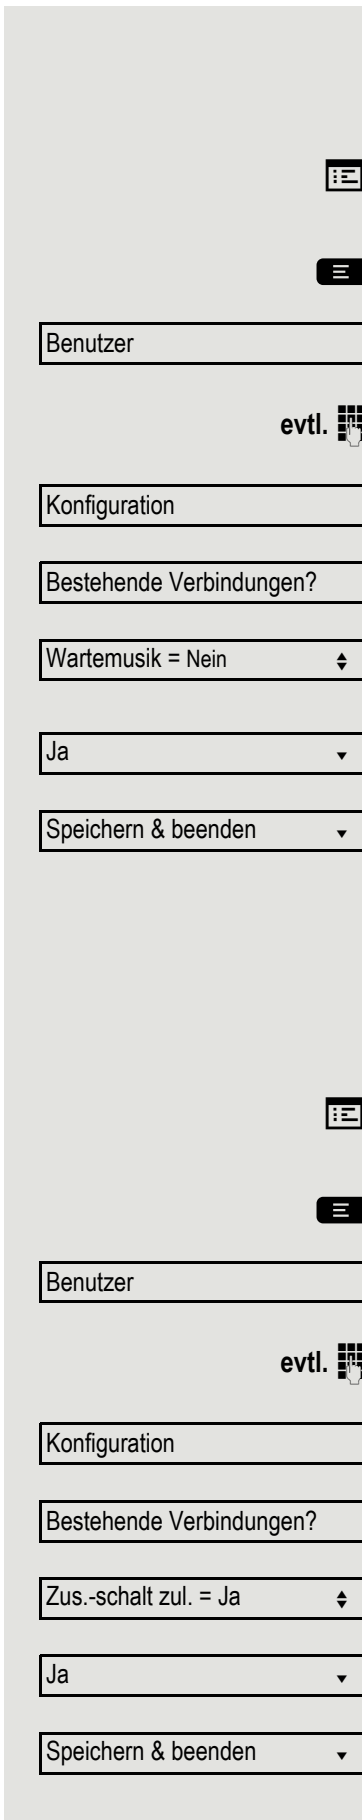 Benutzer
evtl.
Konfiguration
Bestehende Verbindungen?
Wartemusik = Nein
Ja
Speichern & beenden
Benutzer
evtl.
Konfiguration
Bestehende Verbindungen?
Zus.-schalt zul. = Ja
Ja
Speichern & beenden